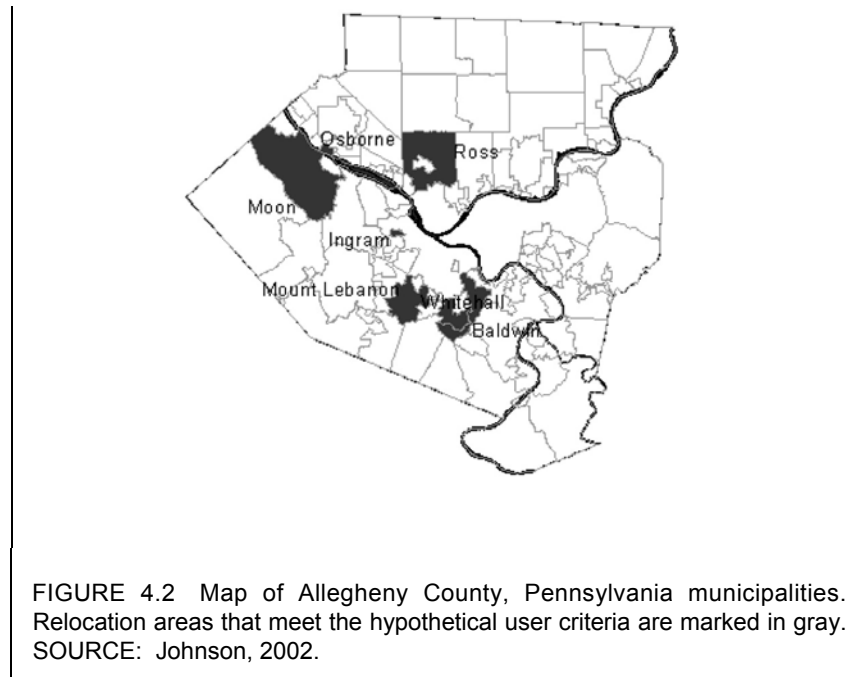 Osborne
Ross
Moon
Ingram
Mount Lebanon
Whitehall
Baldwin
FIGURE 4.2 Map of Allegheny County, Pennsylvania municipalities.
Relocation areas that meet the hypothetical user criteria are marked in gray.
SOURCE: Johnson, 2002.